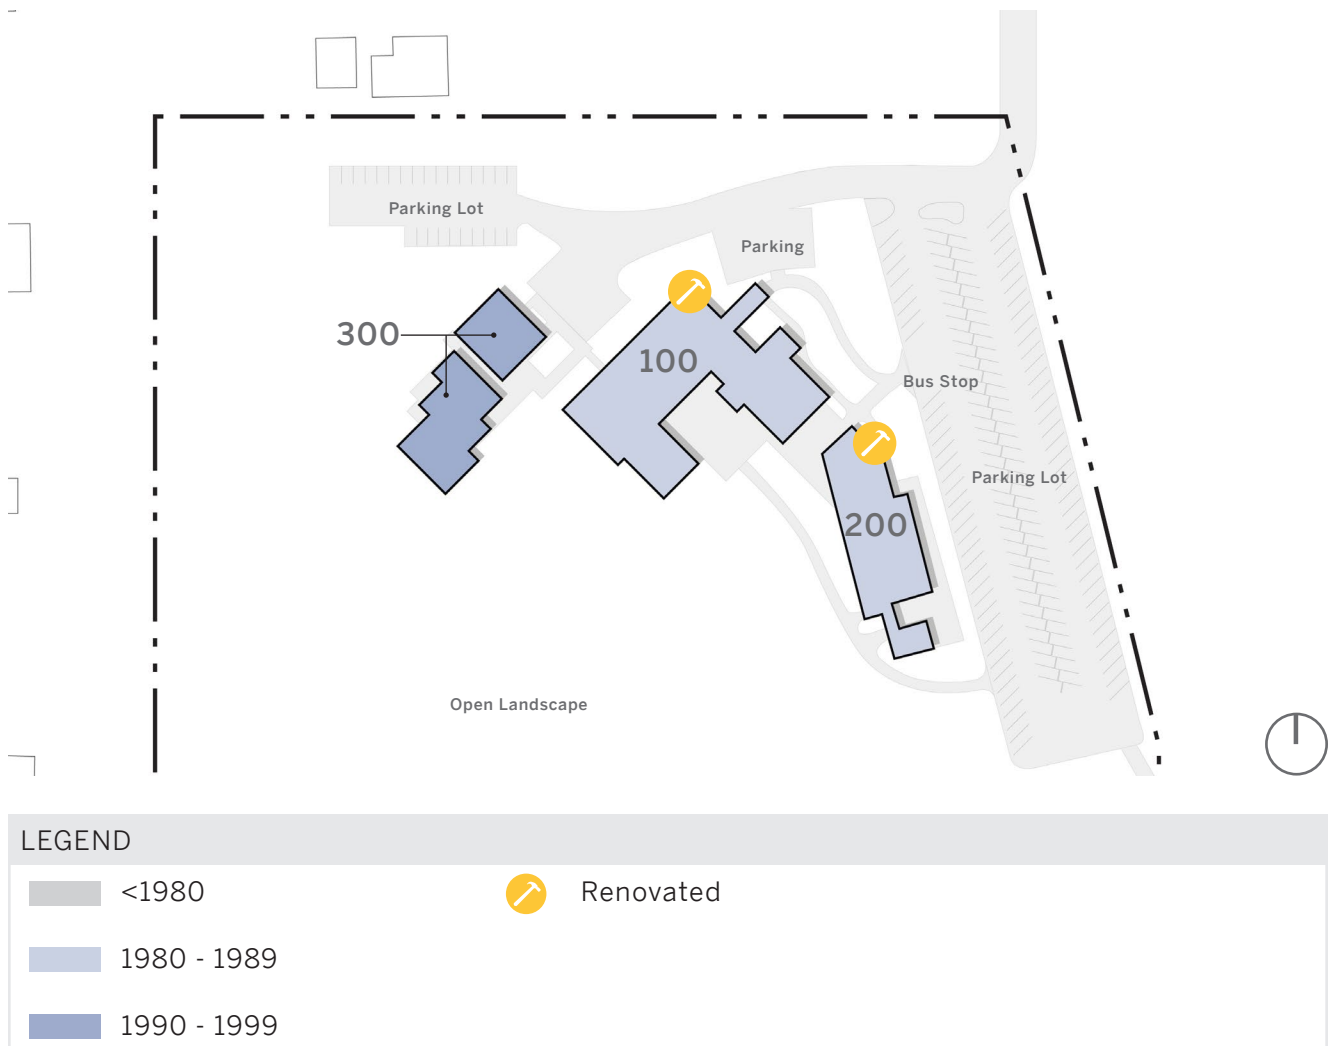 Parking Lot
Parking
300
100
Bus Stop
Parking Lot
200
Open Landscape
LEGEND
<1980
Renovated
1980 - 1989
1990 - 1999